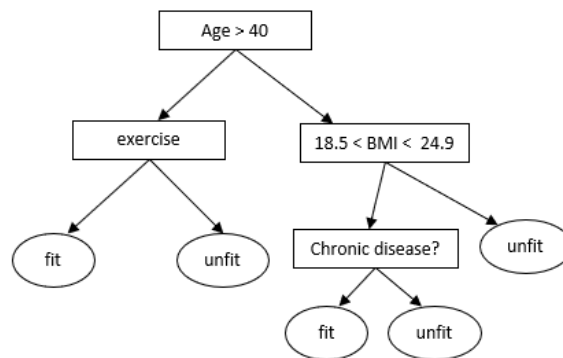 Age > 40
exercise
18.5 < BMI < 24.9
fit
unfit
Chronic disease?
unfit
fit
unfit